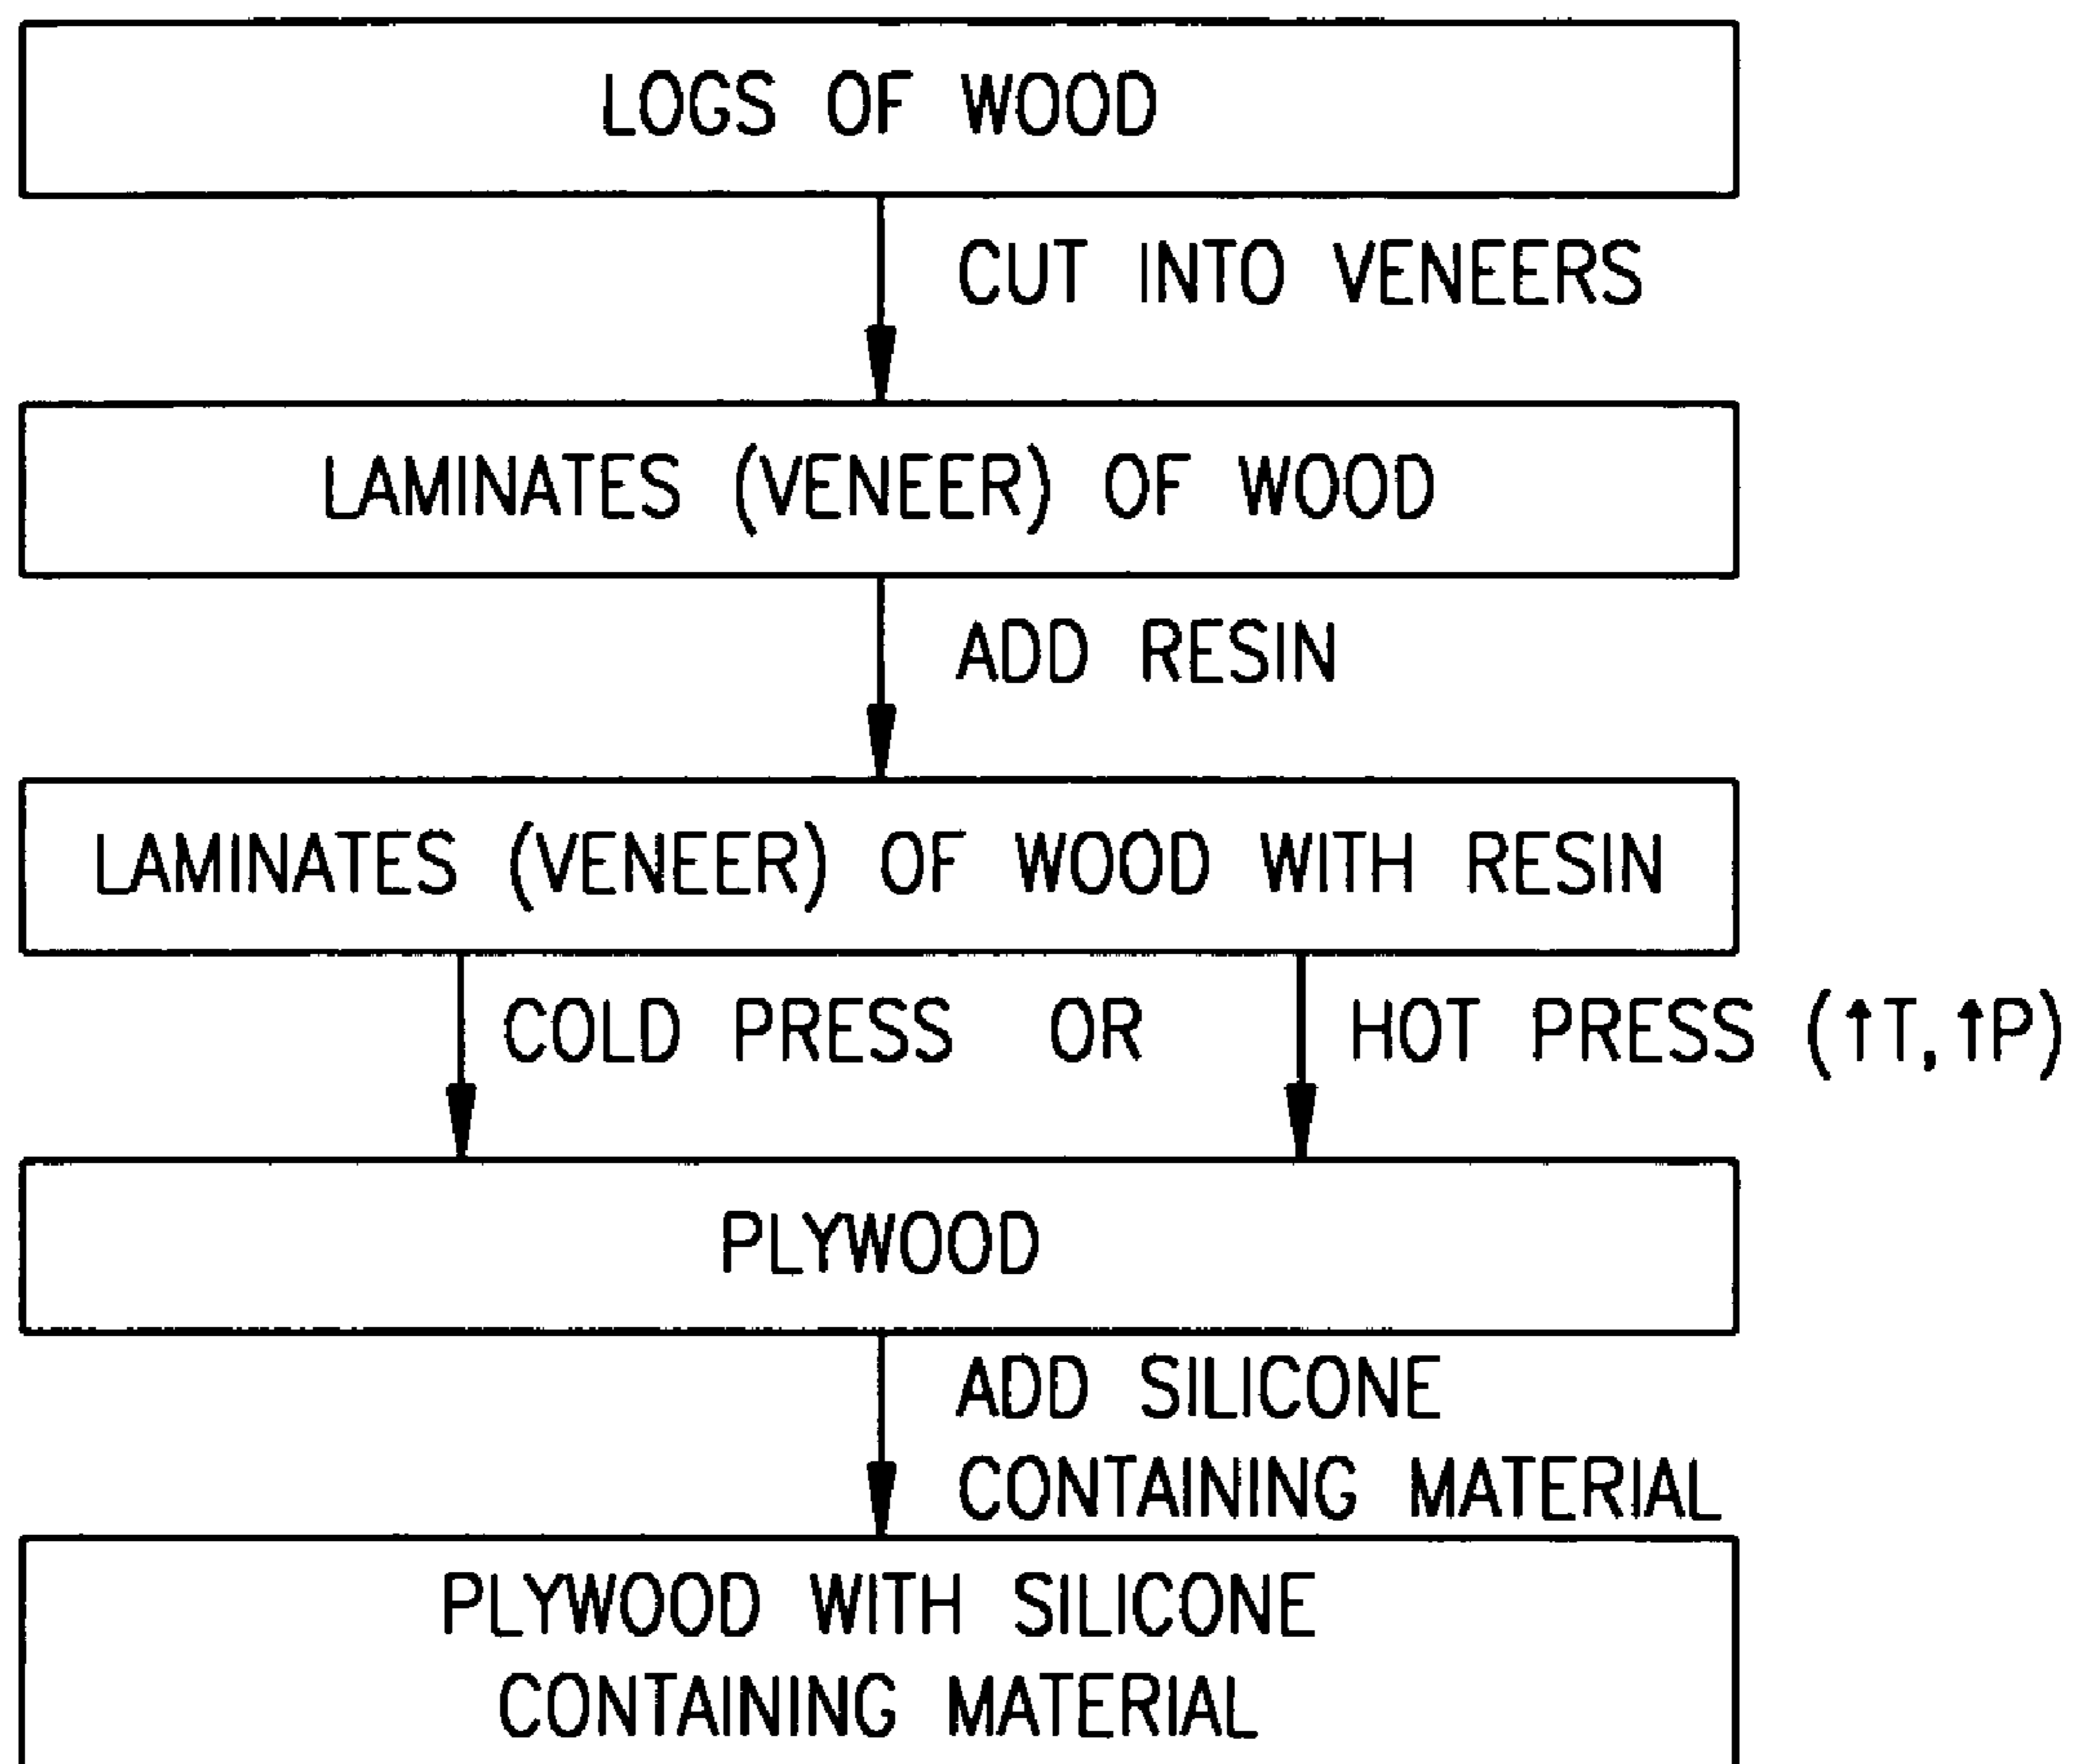 LOGS OF WOOD
CUT INTO VENEERS
LAMINATES (VENEER) OF WOOD
ADD RESIN
LAMINATES (VENEER) OF WOOD WITH RESIN
COLD PRESS OR HOT PRESS (↑T, ↑P)
PLYWOOD
ADD SILICONE
CONTAINING MATERIAL
PLYWOOD WITH SILICONE
CONTAINING MATERIAL